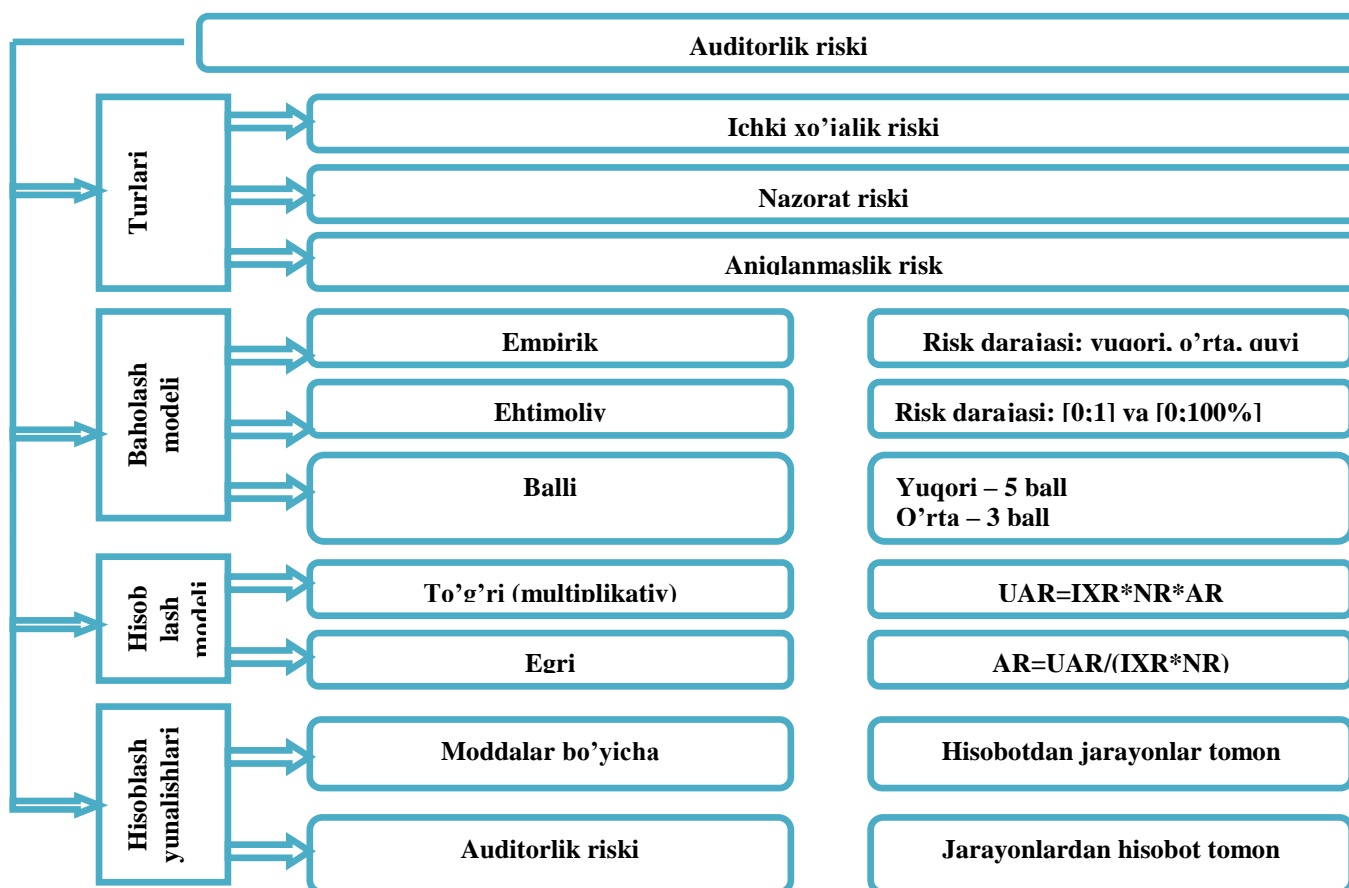 Auditorlik riski
Turlari
Ichki xo’jalik riski
Nazorat riski
Aniqlanmaslik risk
Baholash
modeli
Empirik
Risk darajasi: yuqori, o’rta, quyi
Ehtimoliy
Risk darajasi: [0;1] va [0;100%]
Balli
Yuqori – 5 ball
O’rta – 3 ball
Hisob
lash
modeli
To’g’ri (multiplikativ)
UAR=IXR*NR*AR
Egri
AR=UAR/(IXR*NR)
Hisoblash
yunalishlari
Moddalar bo’yicha
Hisobotdan jarayonlar tomon
Auditorlik riski
Jarayonlardan hisobot tomon